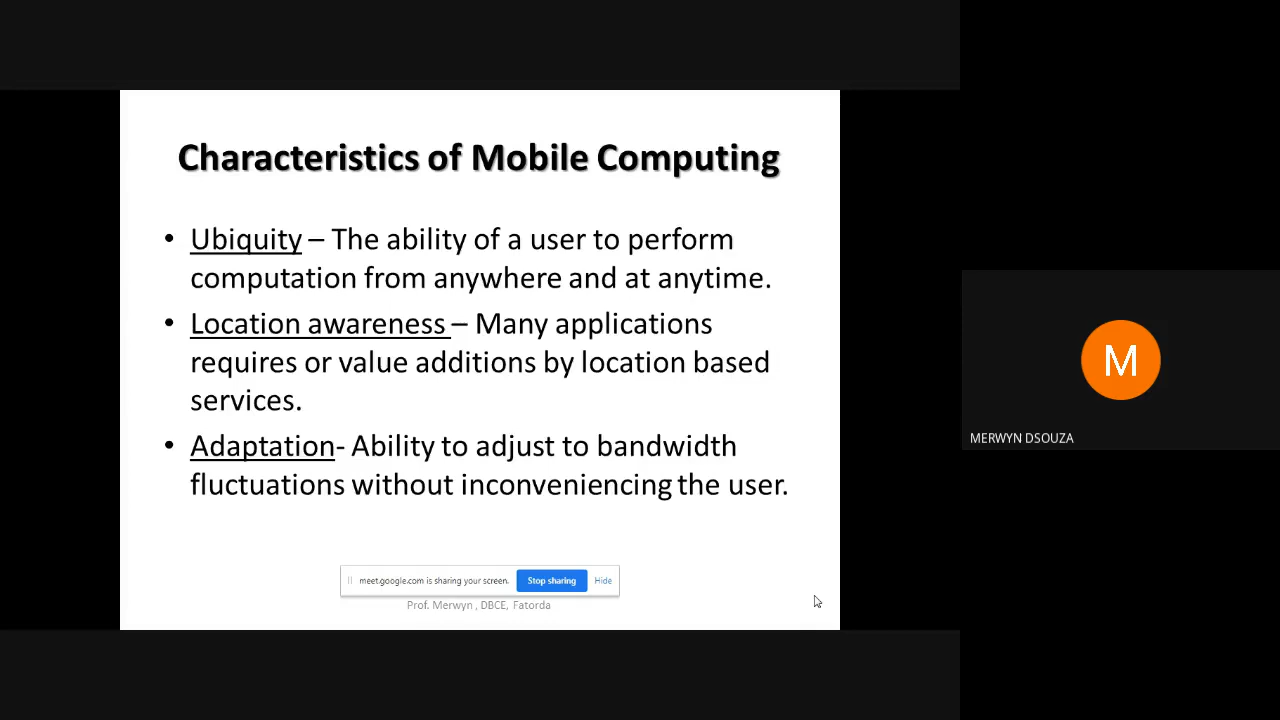 Characteristics of Mobile Computing
• Ubiquity – The ability of a user to perform
computation from anywhere and at anytime.
• Location awareness – Many applications
requires or value additions by location based
services.
• Adaptation- Ability to adjust to bandwidth
fluctuations without inconveniencing the user.
meet.google.com is sharing your screen. Stop sharing Hide
Prof. Merwyn , DBCE, Fatorda
M
MERWYN DSOUZA